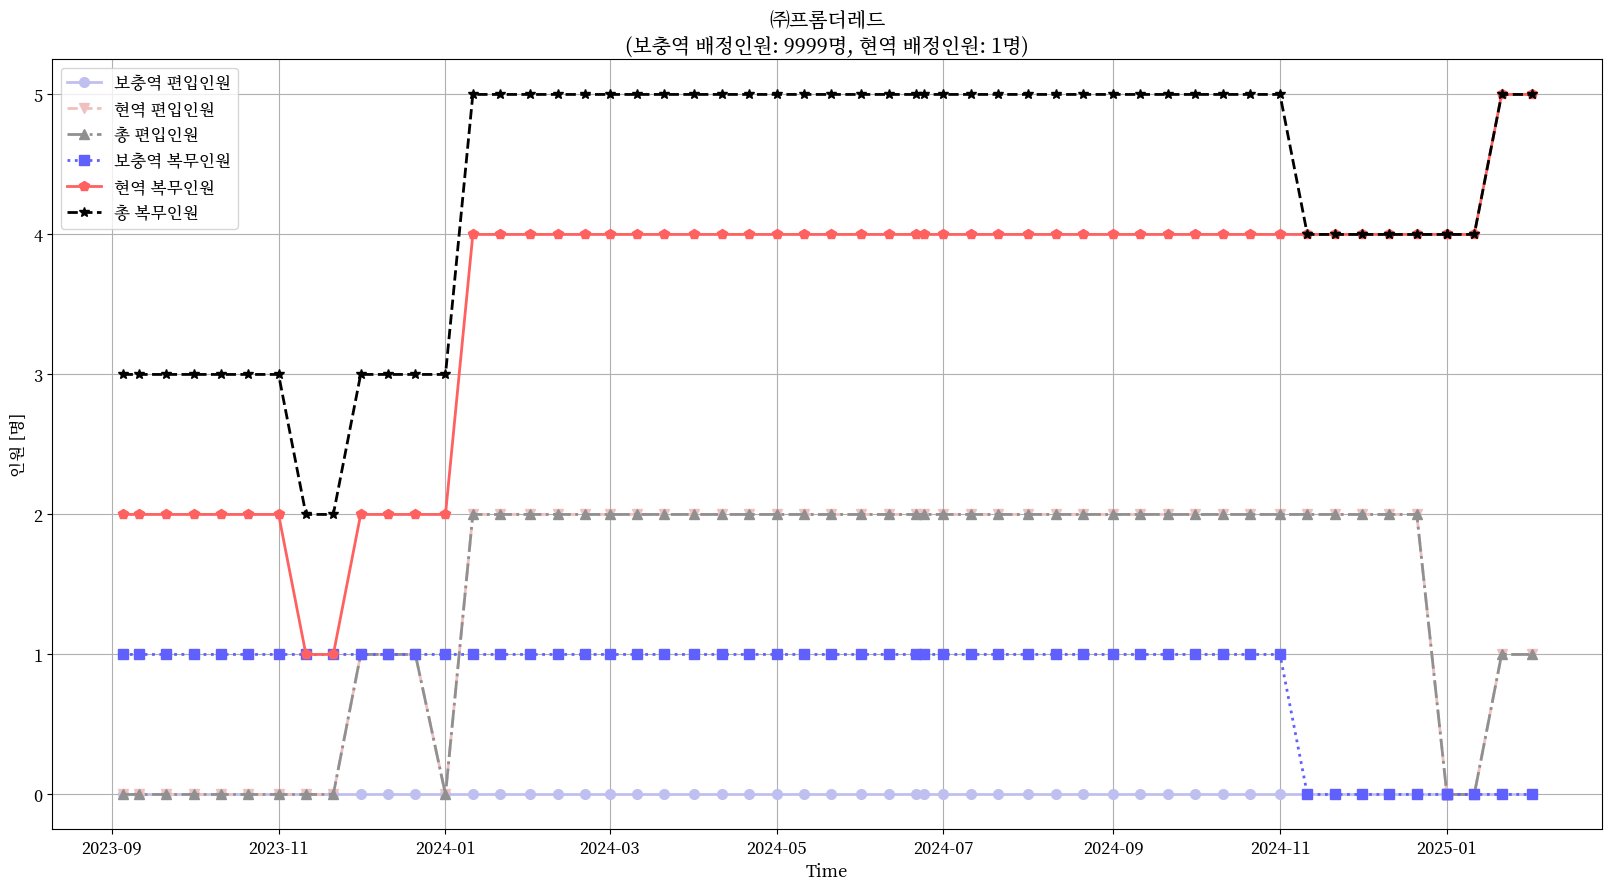 ㈜프롬더레드
(보충역 배정인원: 9999명, 현역 배정인원: 1명)
보충역 편입인원
현역 편입인원
총 편입인원
보충역 복무인원
현역 복무인원
총 복무인원
5
4
3
2
1
0
인원 [명]
2023-09
2023-11
2024-01
2024-03
2024-05
2024-07
2024-09
2024-11
2025-01
Time